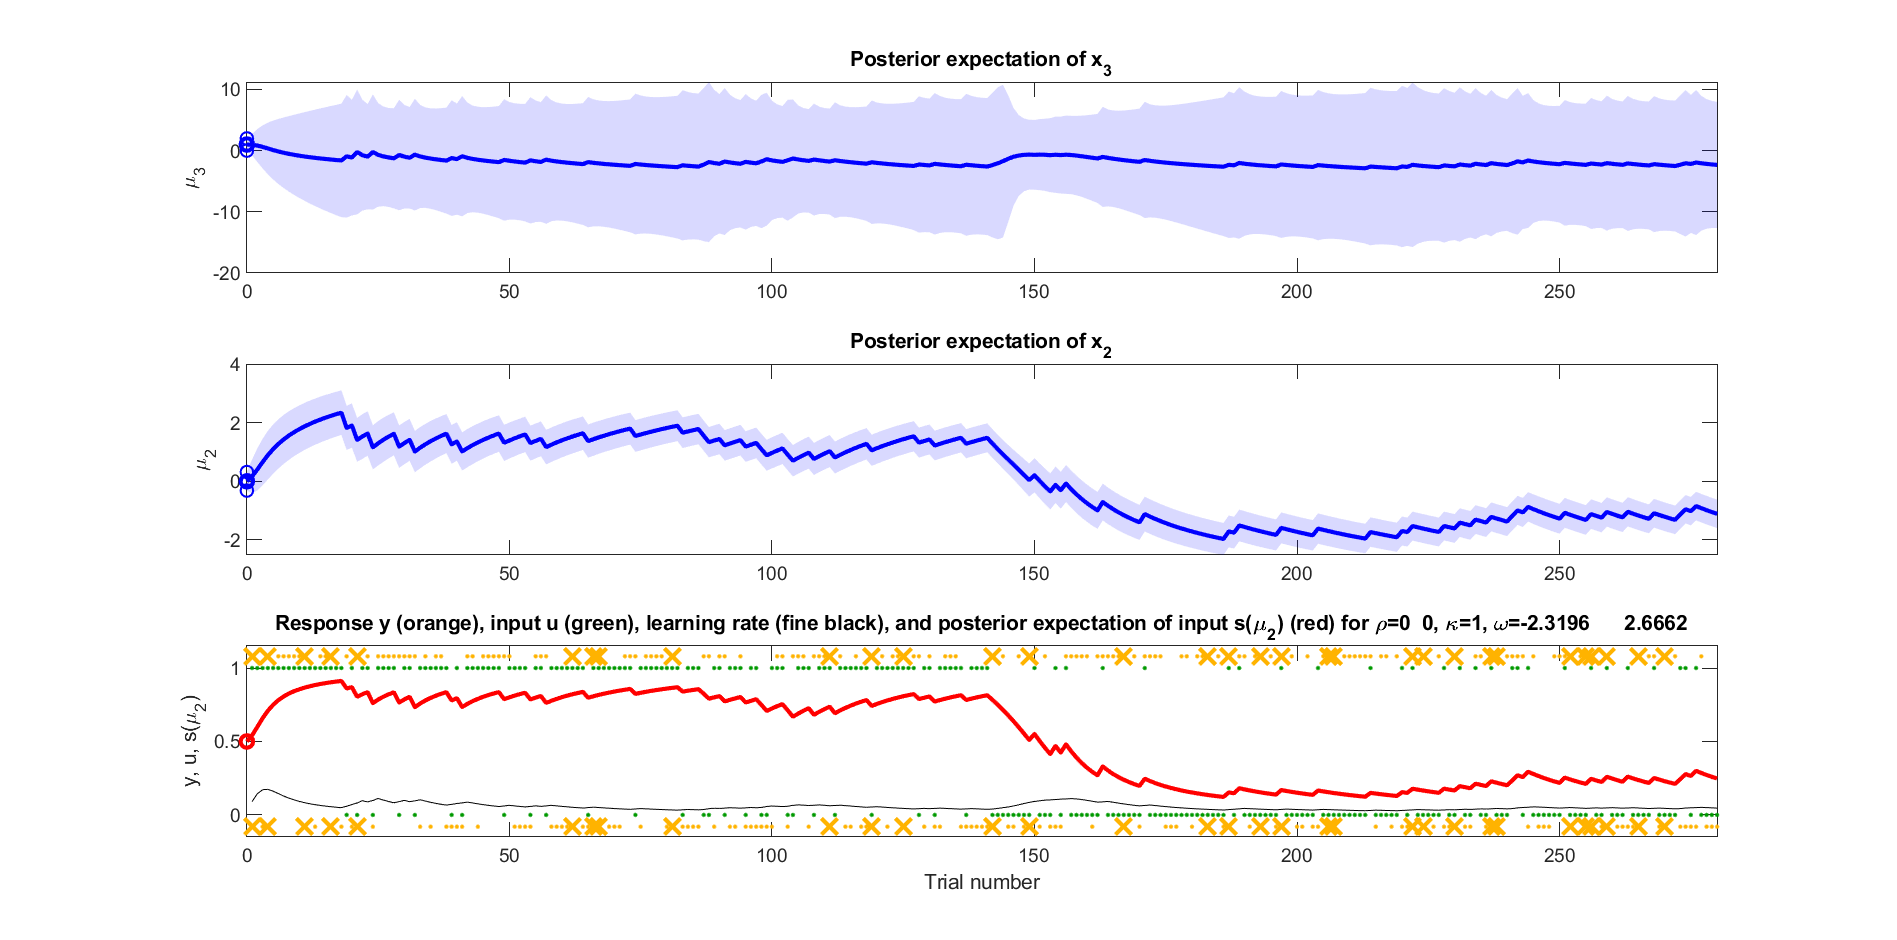 Posterior expectation of x3
10
0
-10
-20
μ3
0 50 100 150 200 250
Posterior expectation of x2
4
2
0
-2
μ2
0 50 100 150 200 250
Response y (orange), input u (green), learning rate (fine black), and posterior expectation of input s(μ2) (red) for ρ=0 0, κ=1, ω=-2.3196 2.6662
1
0.5
0
y, u, s(μ2)
0 50 100 150 200 250
Trial number